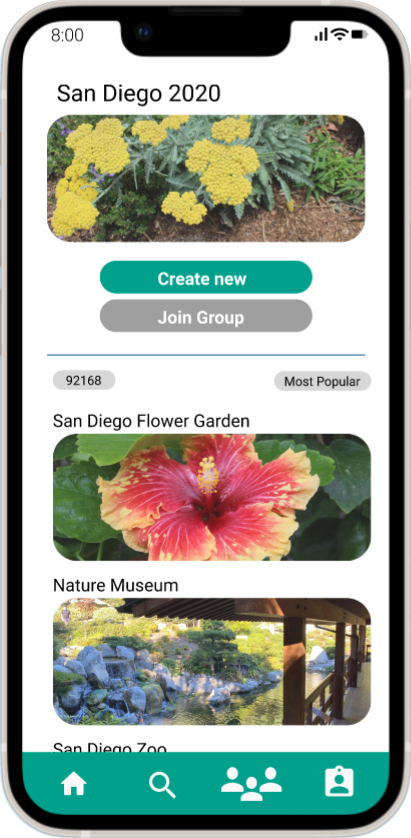 8:00
San Diego 2020
Create new
Join Group
92168
Most Popular
San Diego Flower Garden
Nature Museum
San Diego Zoo